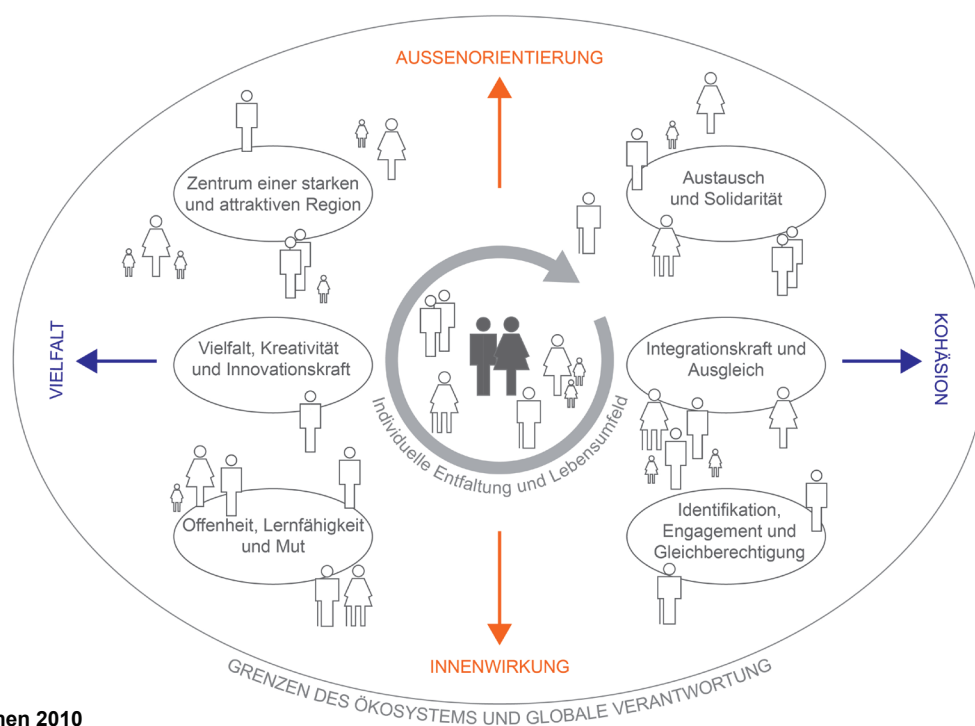 AUSSENORIENTIERUNG
Zentrum einer starken
und attraktiven Region
Austausch
und Solidarität
VIELFALT
Vielfalt, Kreativität
und Innovationskraft
Individuelle Entfaltung und Lebensumfeld
Integrationskraft und
Ausgleich
KOHÄSION
Offenheit, Lernfähigkeit
und Mut
Identifikation,
Engagement und
Gleichberechtigung
INNENWIRKUNG
GRENZEN DES ÖKOSYSTEMS UND GLOBALE VERANTWORTUNG
2010